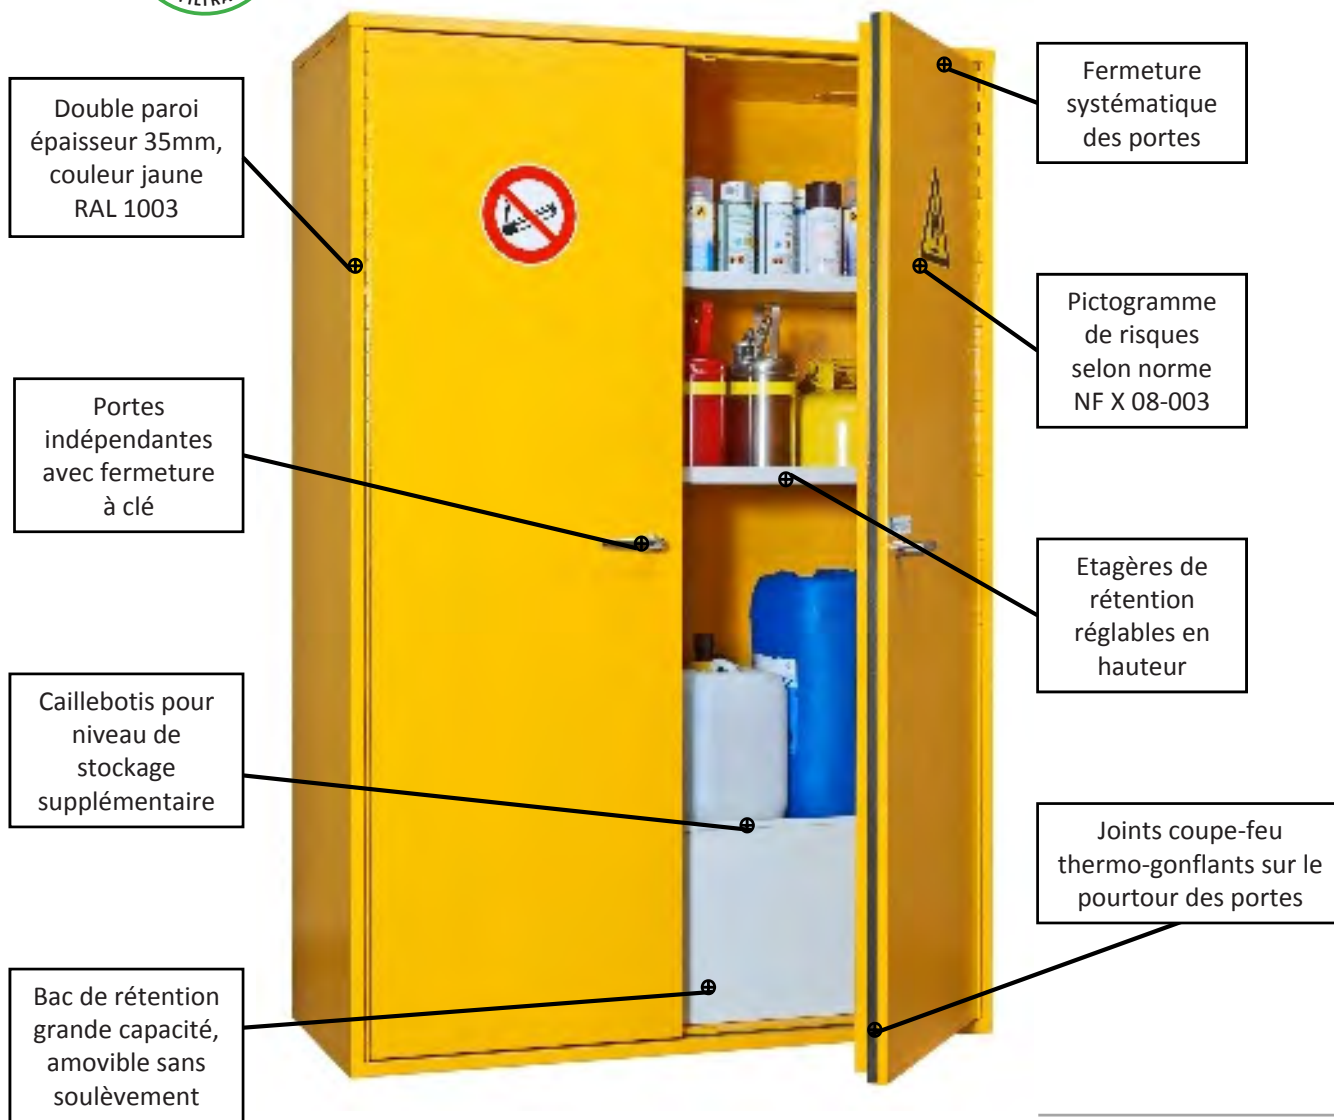 FILTRA
Double paroi
épaisseur 35mm,
couleur jaune
RAL 1003
Portes
indépendantes
avec fermeture
à clé
Caillebotis pour
niveau de
stockage
supplémentaire
Bac de rétention
grande capacité,
amovible sans
soulèvement
Fermeture
systématique
des portes
Pictogramme
de risques
selon norme
NF X 08-003
Etagères de
rétention
réglables en
hauteur
Joints coupe-feu
thermo-gonflants sur le
pourtour des portes